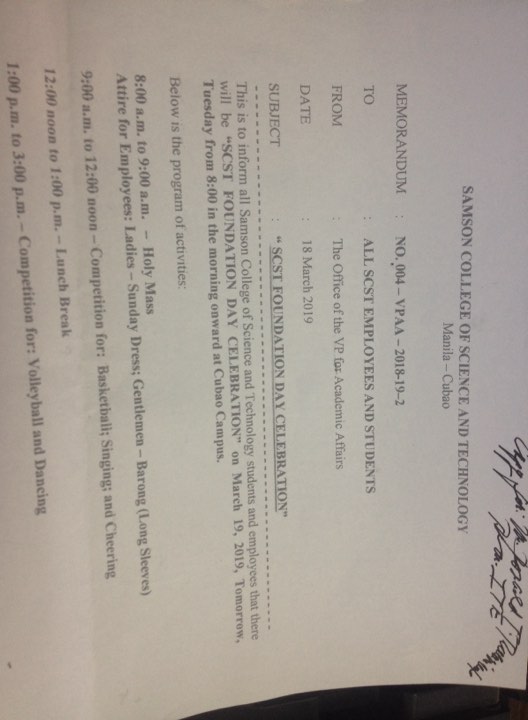 Copy for:
SAMSON COLLEGE OF SCIENCE AND TECHNOLOGY
Manila – Cubao
MEMORANDUM : NO. 004 – VPAA – 2018-19-2
TO : ALL SCST EMPLOYEES AND STUDENTS
FROM : The Office of the VP for Academic Affairs
DATE : 18 March 2019
SUBJECT : “ SCST FOUNDATION DAY CELEBRATION”
This is to inform all Samson College of Science and Technology students and employees that there
will be “SCST FOUNDATION DAY CELEBRATION” on March 19, 2019, Tomorrow,
Tuesday from 8:00 in the morning onward at Cubao Campus.
Below is the program of activities:
8:00 a.m. to 9:00 a.m. – Holy Mass
Attire for Employees: Ladies – Sunday Dress; Gentlemen – Barong (Long Sleeves)
9:00 a.m. to 12:00 noon – Competition for: Basketball; Singing; and Cheering
12:00 noon to 1:00 p.m. – Lunch Break
1:00 p.m. to 3:00 p.m. – Competition for: Volleyball and Dancing